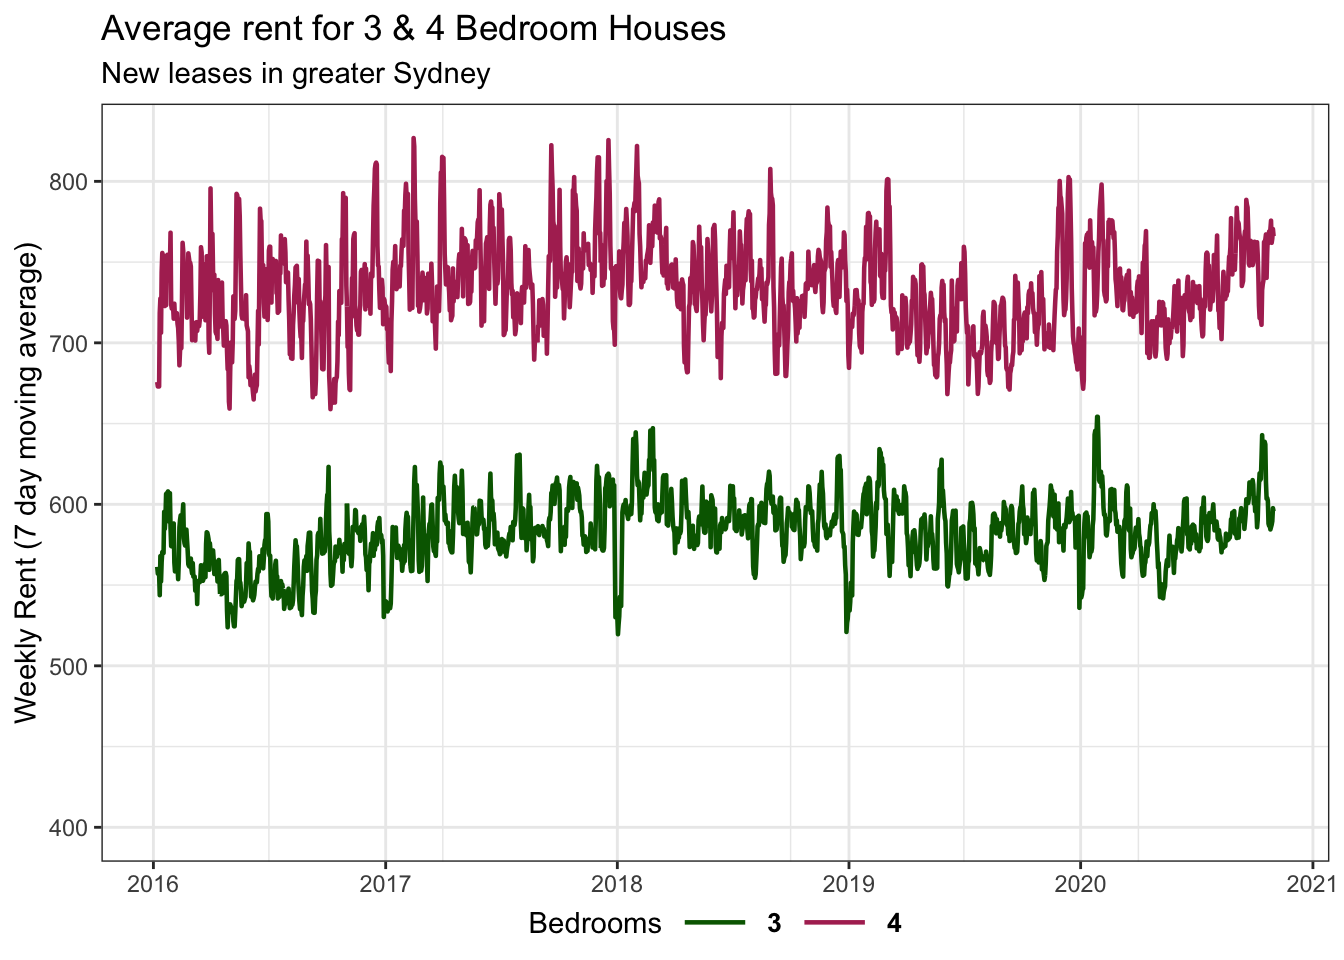 Average rent for 3 & 4 Bedroom Houses
New leases in greater Sydney
Weekly Rent (7 day moving average)
800
700
600
500
400
2016 2017 2018 2019 2020 2021
Bedrooms 3 4